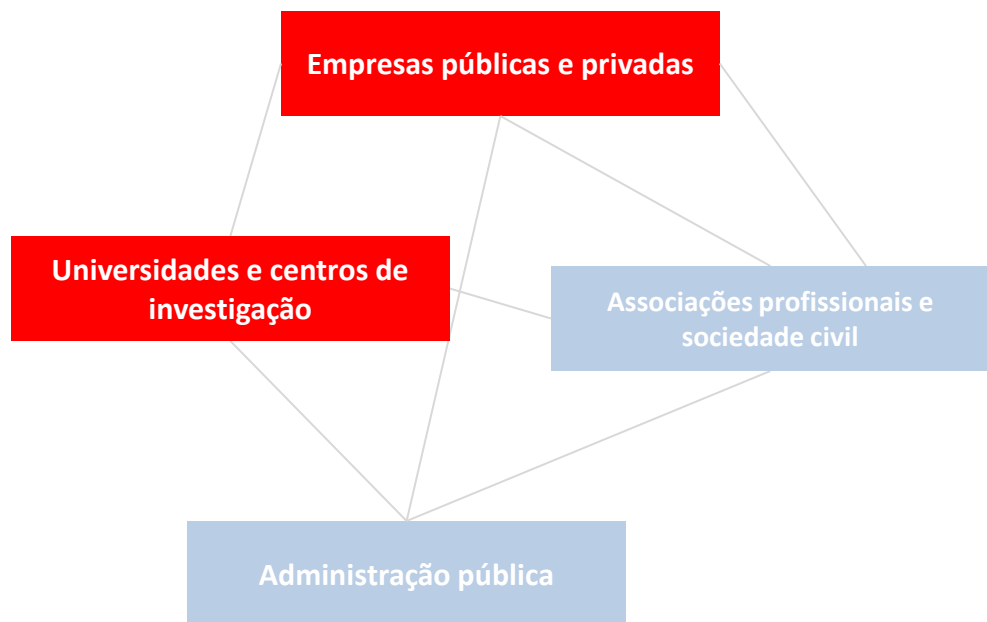 Empresas públicas e privadas
Universidades e centros de
investigação
Associações profissionais e
sociedade civil
Administração pública